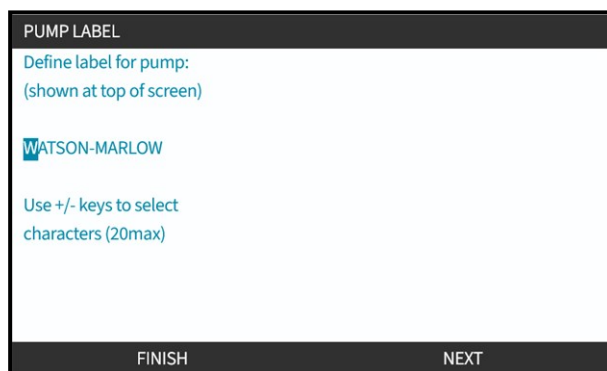 PUMP LABEL
Define label for pump:
(shown at top of screen)
WATSON-MARLOW
Use +/- keys to select
characters (20max)
FINISH NEXT